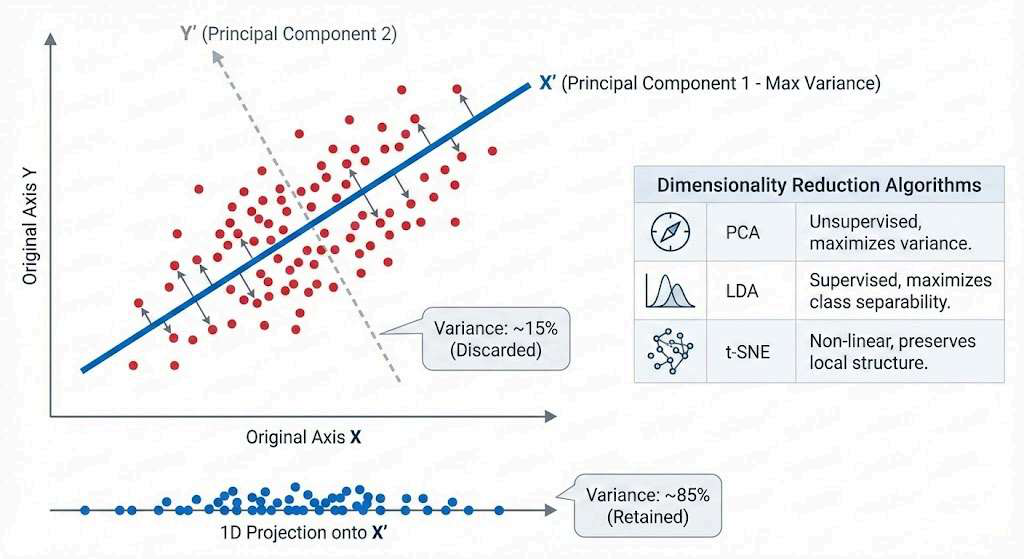 Y’ (Principal Component 2)
X’ (Principal Component 1 - Max Variance)
Original Axis Y
Variance: ~15%
(Discarded)
Original Axis X
Variance: ~85%
(Retained)
1D Projection onto X’
Dimensionality Reduction Algorithms
PCA
Unsupervised,
maximizes variance.
LDA
Supervised, maximizes
class separability.
t-SNE
Non-linear, preserves
local structure.